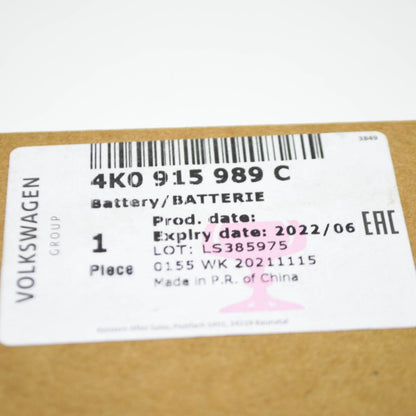 3849
4K0 915 989 C
Battery/BATTERIE
Prod. date:
Expiry date: 2022/06
EAC
1
LOT: LS385975
Piece
0155 WK 20211115
Made in P.R. of China
VOLKSWAGEN
GROUP